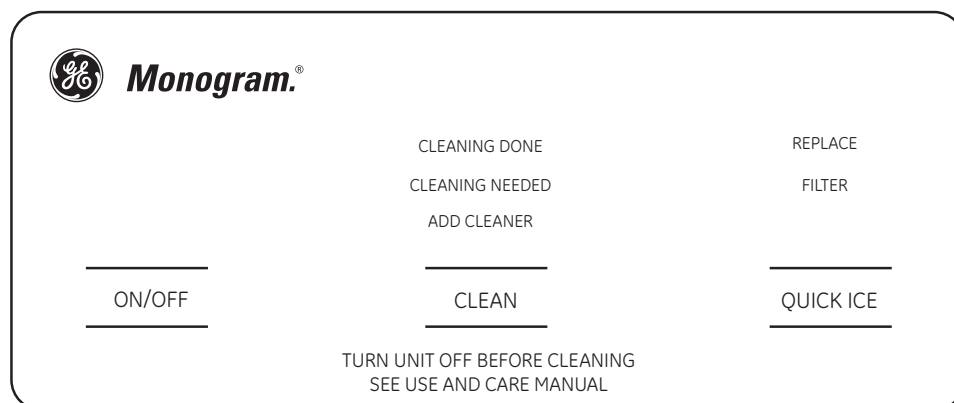 GE Monogram.®
CLEANING DONE
REPLACE
CLEANING NEEDED
FILTER
ADD CLEANER
ON/OFF
CLEAN
QUICK ICE
TURN UNIT OFF BEFORE CLEANING
SEE USE AND CARE MANUAL